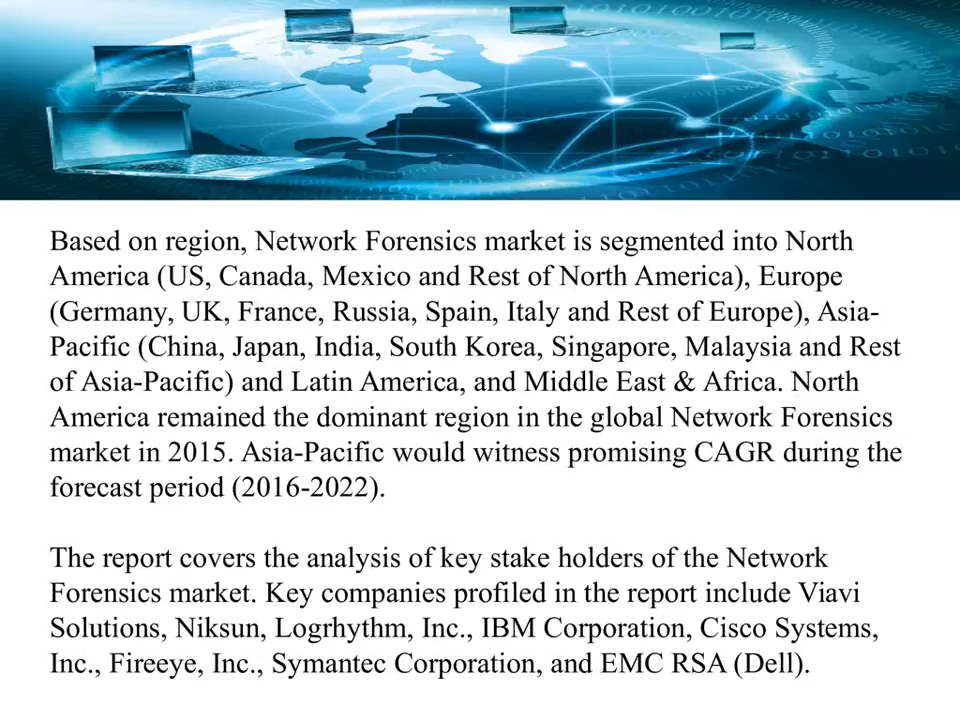 Based on region, Network Forensics market is segmented into North
America (US, Canada, Mexico and Rest of North America), Europe
(Germany, UK, France, Russia, Spain, Italy and Rest of Europe), Asia-
Pacific (China, Japan, India, South Korea, Singapore, Malaysia and Rest
of Asia-Pacific) and Latin America, and Middle East & Africa. North
America remained the dominant region in the global Network Forensics
market in 2015. Asia-Pacific would witness promising CAGR during the
forecast period (2016-2022).
The report covers the analysis of key stake holders of the Network
Forensics market. Key companies profiled in the report include Viavi
Solutions, Niksun, Logrhythm, Inc., IBM Corporation, Cisco Systems,
Inc., Fireeye, Inc., Symantec Corporation, and EMC RSA (Dell).